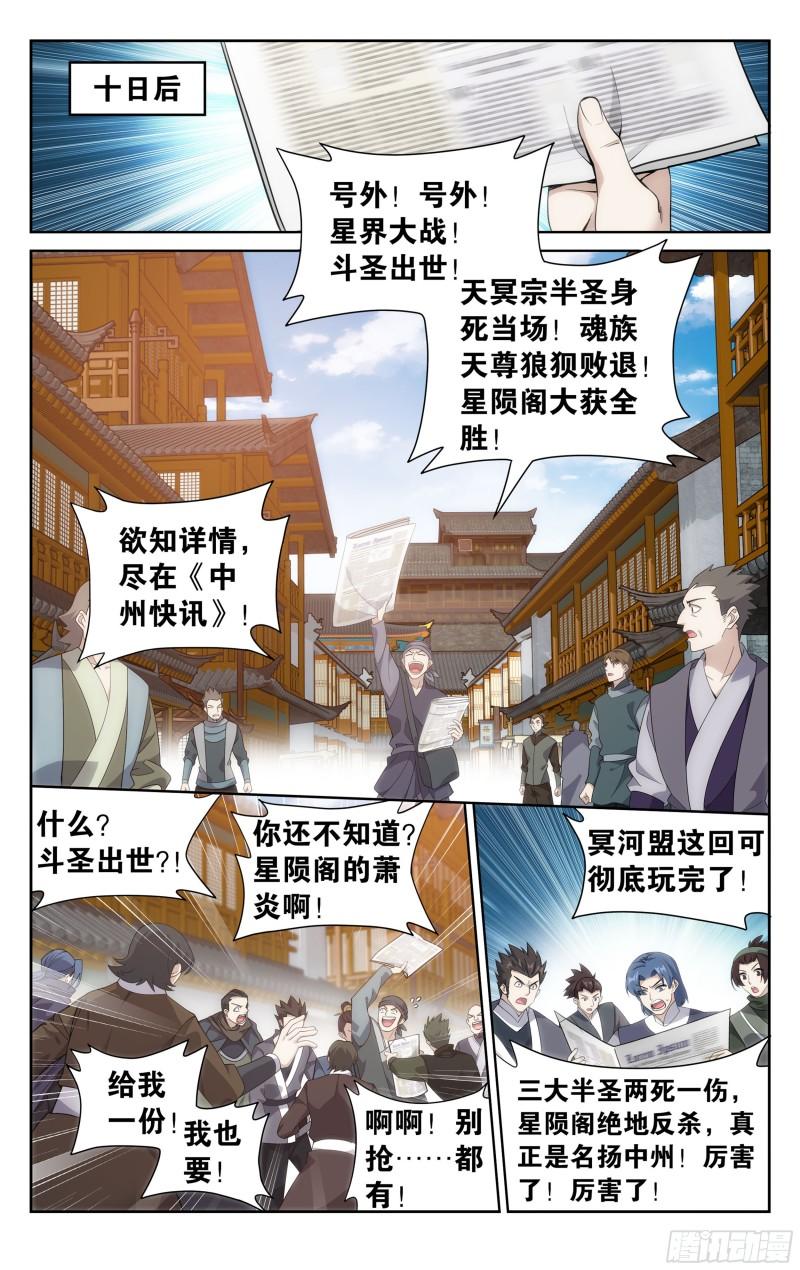 十日后
号外！号外！
星界大战！
斗圣出世！
天冥宗半圣身
死当场！魂族
天尊狼狈败退！
星陨阁大获全
胜！
欲知详情，
尽在《中
州快讯》！
Lorem Ipsum
什么？
斗圣出世？！
你还不知道？
星陨阁的萧
炎啊！
给我
一份！
我也
要！
啊啊！别
抢……都
有！
冥河盟这回可
彻底玩完了！
Lorem Ipsum
三大半圣两死一伤，
星陨阁绝地反杀，真
正是名扬中州！厉害
了！厉害了！
腾讯动漫